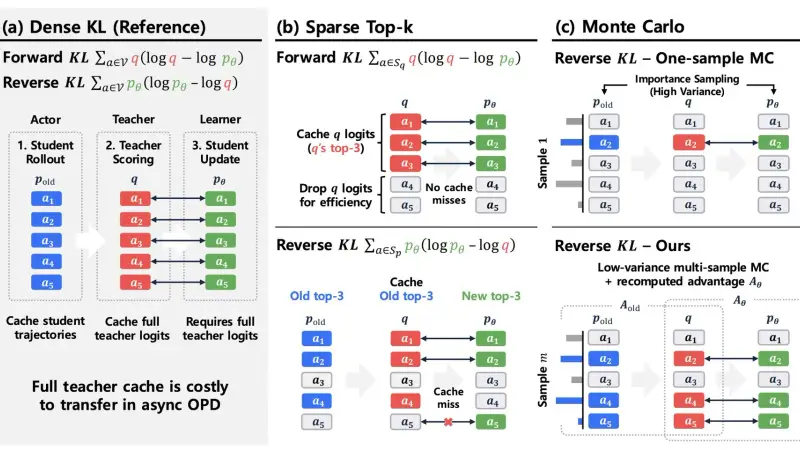 (a) Dense KL (Reference)
Forward KL ∑a∈𝒱 q(log q − log pθ)
Reverse KL ∑a∈𝒱 pθ(log pθ − log q)
Actor Teacher Learner
1. Student Rollout
2. Teacher Scoring
3. Student Update
pold q pθ
a1 a1 a1
a2 a2 a2
a3 a3 a3
a4 a4 a4
a5 a5 a5
Cache student trajectories
Cache full teacher logits
Requires full teacher logits
Full teacher cache is costly
to transfer in async OPD
(b) Sparse Top-k
Forward KL ∑a∈Sq q(log q − log pθ)
q pθ
Cache q logits
(q's top-3)
a1 a1
a2 a2
a3 a3
Drop q logits
for efficiency
a4 a4
a5 a5
No cache
misses
Reverse KL ∑a∈Sp pθ(log pθ − log q)
Cache
Old top-3 Old top-3 New top-3
pold q pθ
a1 a1 a1
a2 a2 a2
a3 a3 a3
a4 a4 a4
Cache
miss
a5 a5 a5
(c) Monte Carlo
Reverse KL – One-sample MC
Importance Sampling
(High Variance)
pold q pθ
Sample 1
a1 a1 a1
a2 a2 a2
a3 a3 a3
a4 a4 a4
a5 a5 a5
Reverse KL – Ours
Low-variance multi-sample MC
+ recomputed advantage Aθ
Aold Aθ
pold q pθ
Sample m
a1 a1 a1
a2 a2 a2
a3 a3 a3
a4 a4 a4
a5 a5 a5